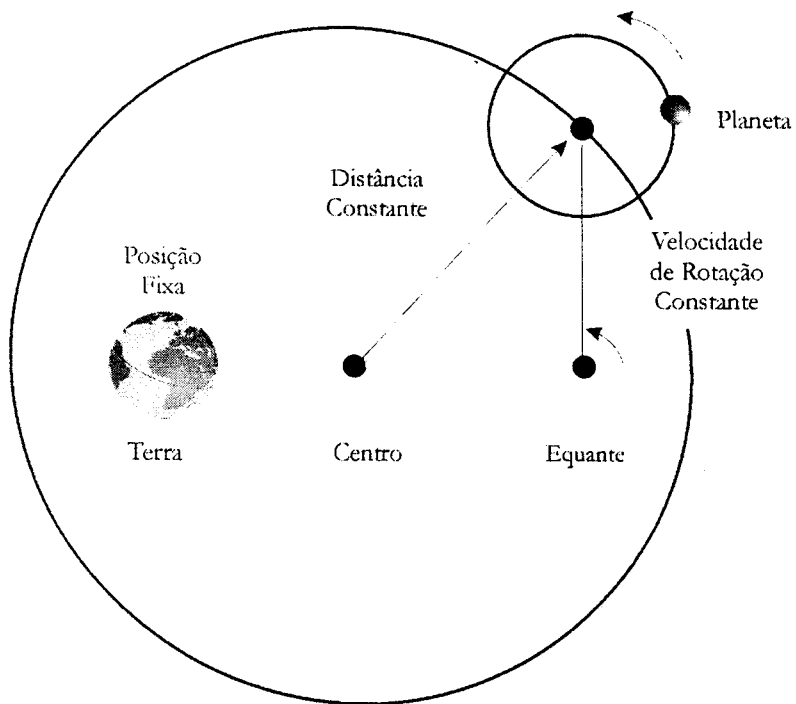 Planeta
Distância
Constante
Velocidade
de Rotação
Constante
Posição
Fixa
Terra
Centro
Equante